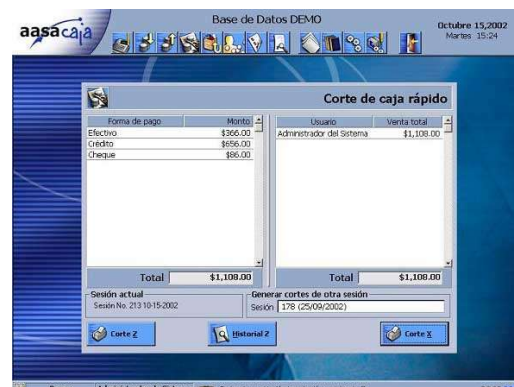 aasacaja
Base de Datos DEMO
Octubre 15,2002
Martes 15:24
Corte de caja rápido
Forma de pago Monto
Efectivo $366.00
Crédito $656.00
Cheque $86.00
Total $1,108.00
Usuario Venta total
Administrador del Sistema $1,108.00
Total $1,108.00
Sesión actual
Sesión No. 213 10-15-2002
Generar cortes de otra sesión
Sesión 178 (25/09/2002)
Corte Z
Historial Z
Corte X